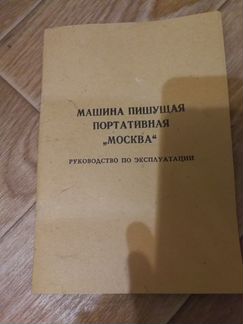 МАШИНА ПИШУЩАЯ
ПОРТАТИВНАЯ
„МОСКВА“
РУКОВОДСТВО ПО ЭКСПЛУАТАЦИИ